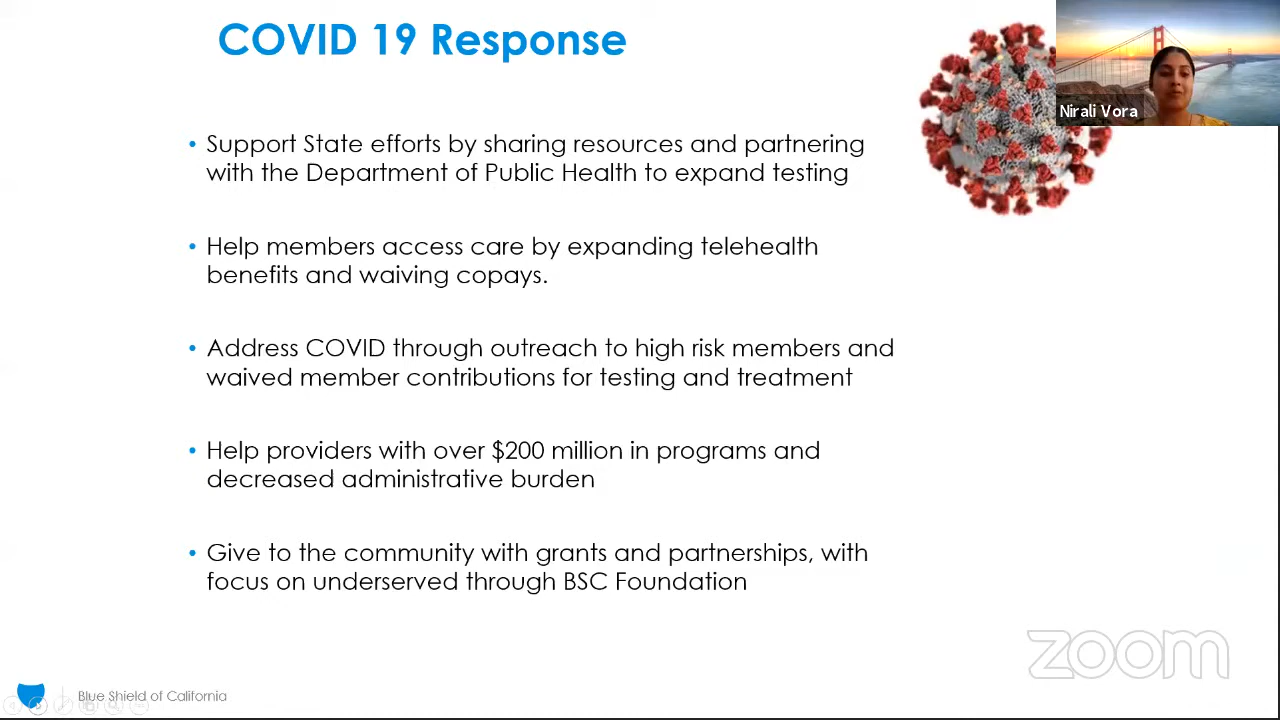 COVID 19 Response
Nirali Vora
• Support State efforts by sharing resources and partnering
with the Department of Public Health to expand testing
• Help members access care by expanding telehealth
benefits and waiving copays.
• Address COVID through outreach to high risk members and
waived member contributions for testing and treatment
• Help providers with over $200 million in programs and
decreased administrative burden
• Give to the community with grants and partnerships, with
focus on underserved through BSC Foundation
zoom
Blue Shield of California